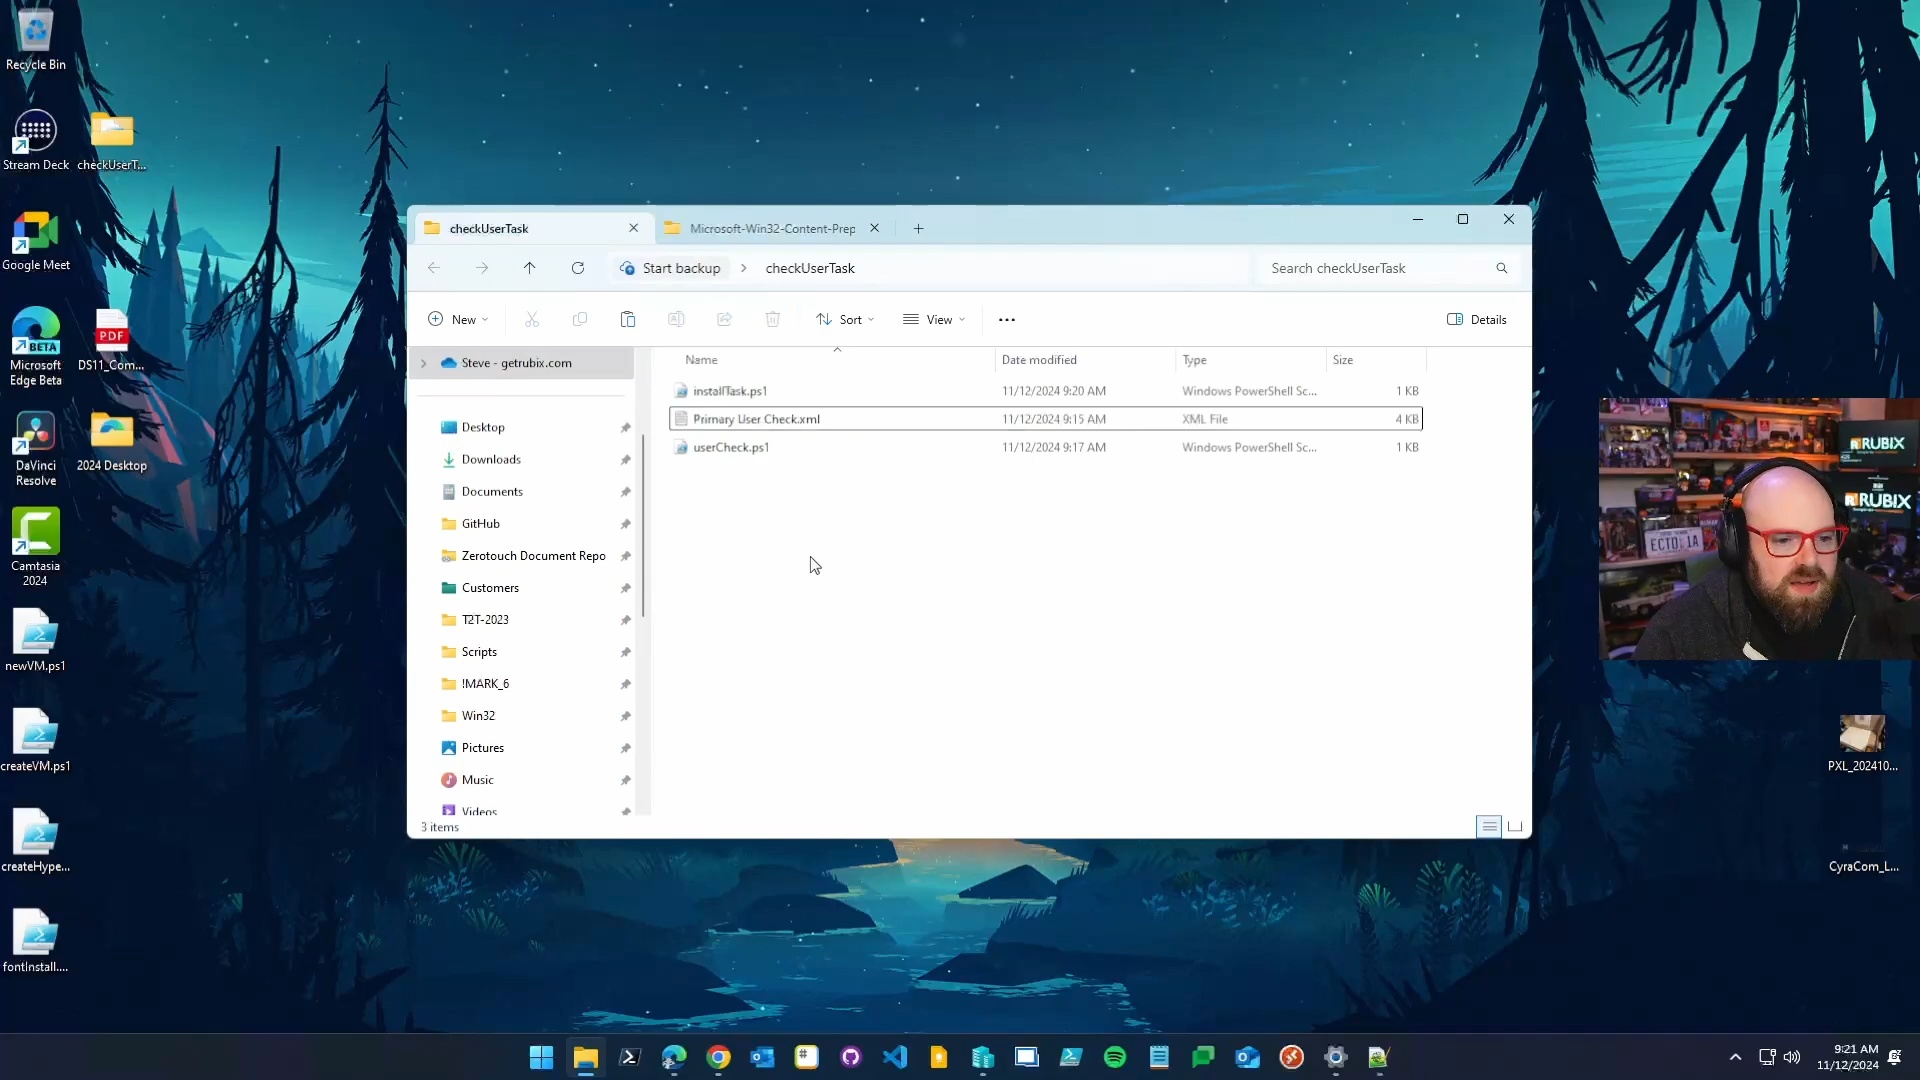 Recycle Bin
Stream Deck
checkUserT...
Google Meet
Microsoft
Edge Beta
PDF
BETA
DS11_Com...
DaVinci
Resolve
2024 Desktop
Camtasia
2024
newVM.ps1
createVM.ps1
createHype...
fontInstall....
checkUserTask
Microsoft-Win32-Content-Prep
Start backup
checkUserTask
Search checkUserTask
New
Sort
View
Details
Steve - getrubix.com
Desktop
Downloads
Documents
GitHub
Zerotouch Document Repo
Customers
T2T-2023
Scripts
!MARK_6
Win32
Pictures
Music
Videos
3 items
Name Date modified Type Size
installTask.ps1 11/12/2024 9:20 AM Windows PowerShell Sc... 1 KB
Primary User Check.xml 11/12/2024 9:15 AM XML File 4 KB
userCheck.ps1 11/12/2024 9:17 AM Windows PowerShell Sc... 1 KB
RUBIX
RUBIX
ECTO-1A
PXL_202410...
CyraCom_L...
9:21 AM
11/12/2024